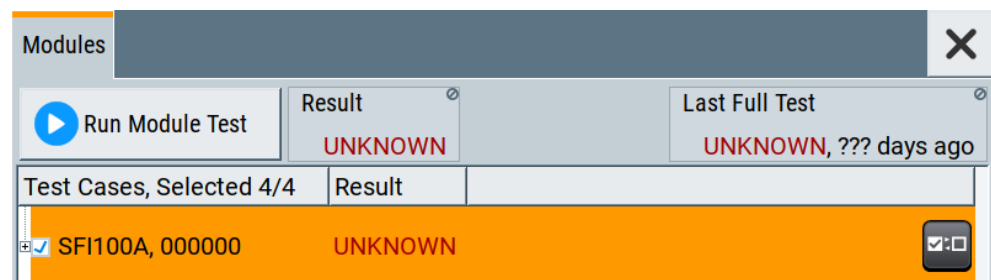 Modules
Run Module Test
Result
UNKNOWN
Last Full Test
UNKNOWN, ??? days ago
Test Cases, Selected 4/4
Result
SFI100A, 000000
UNKNOWN